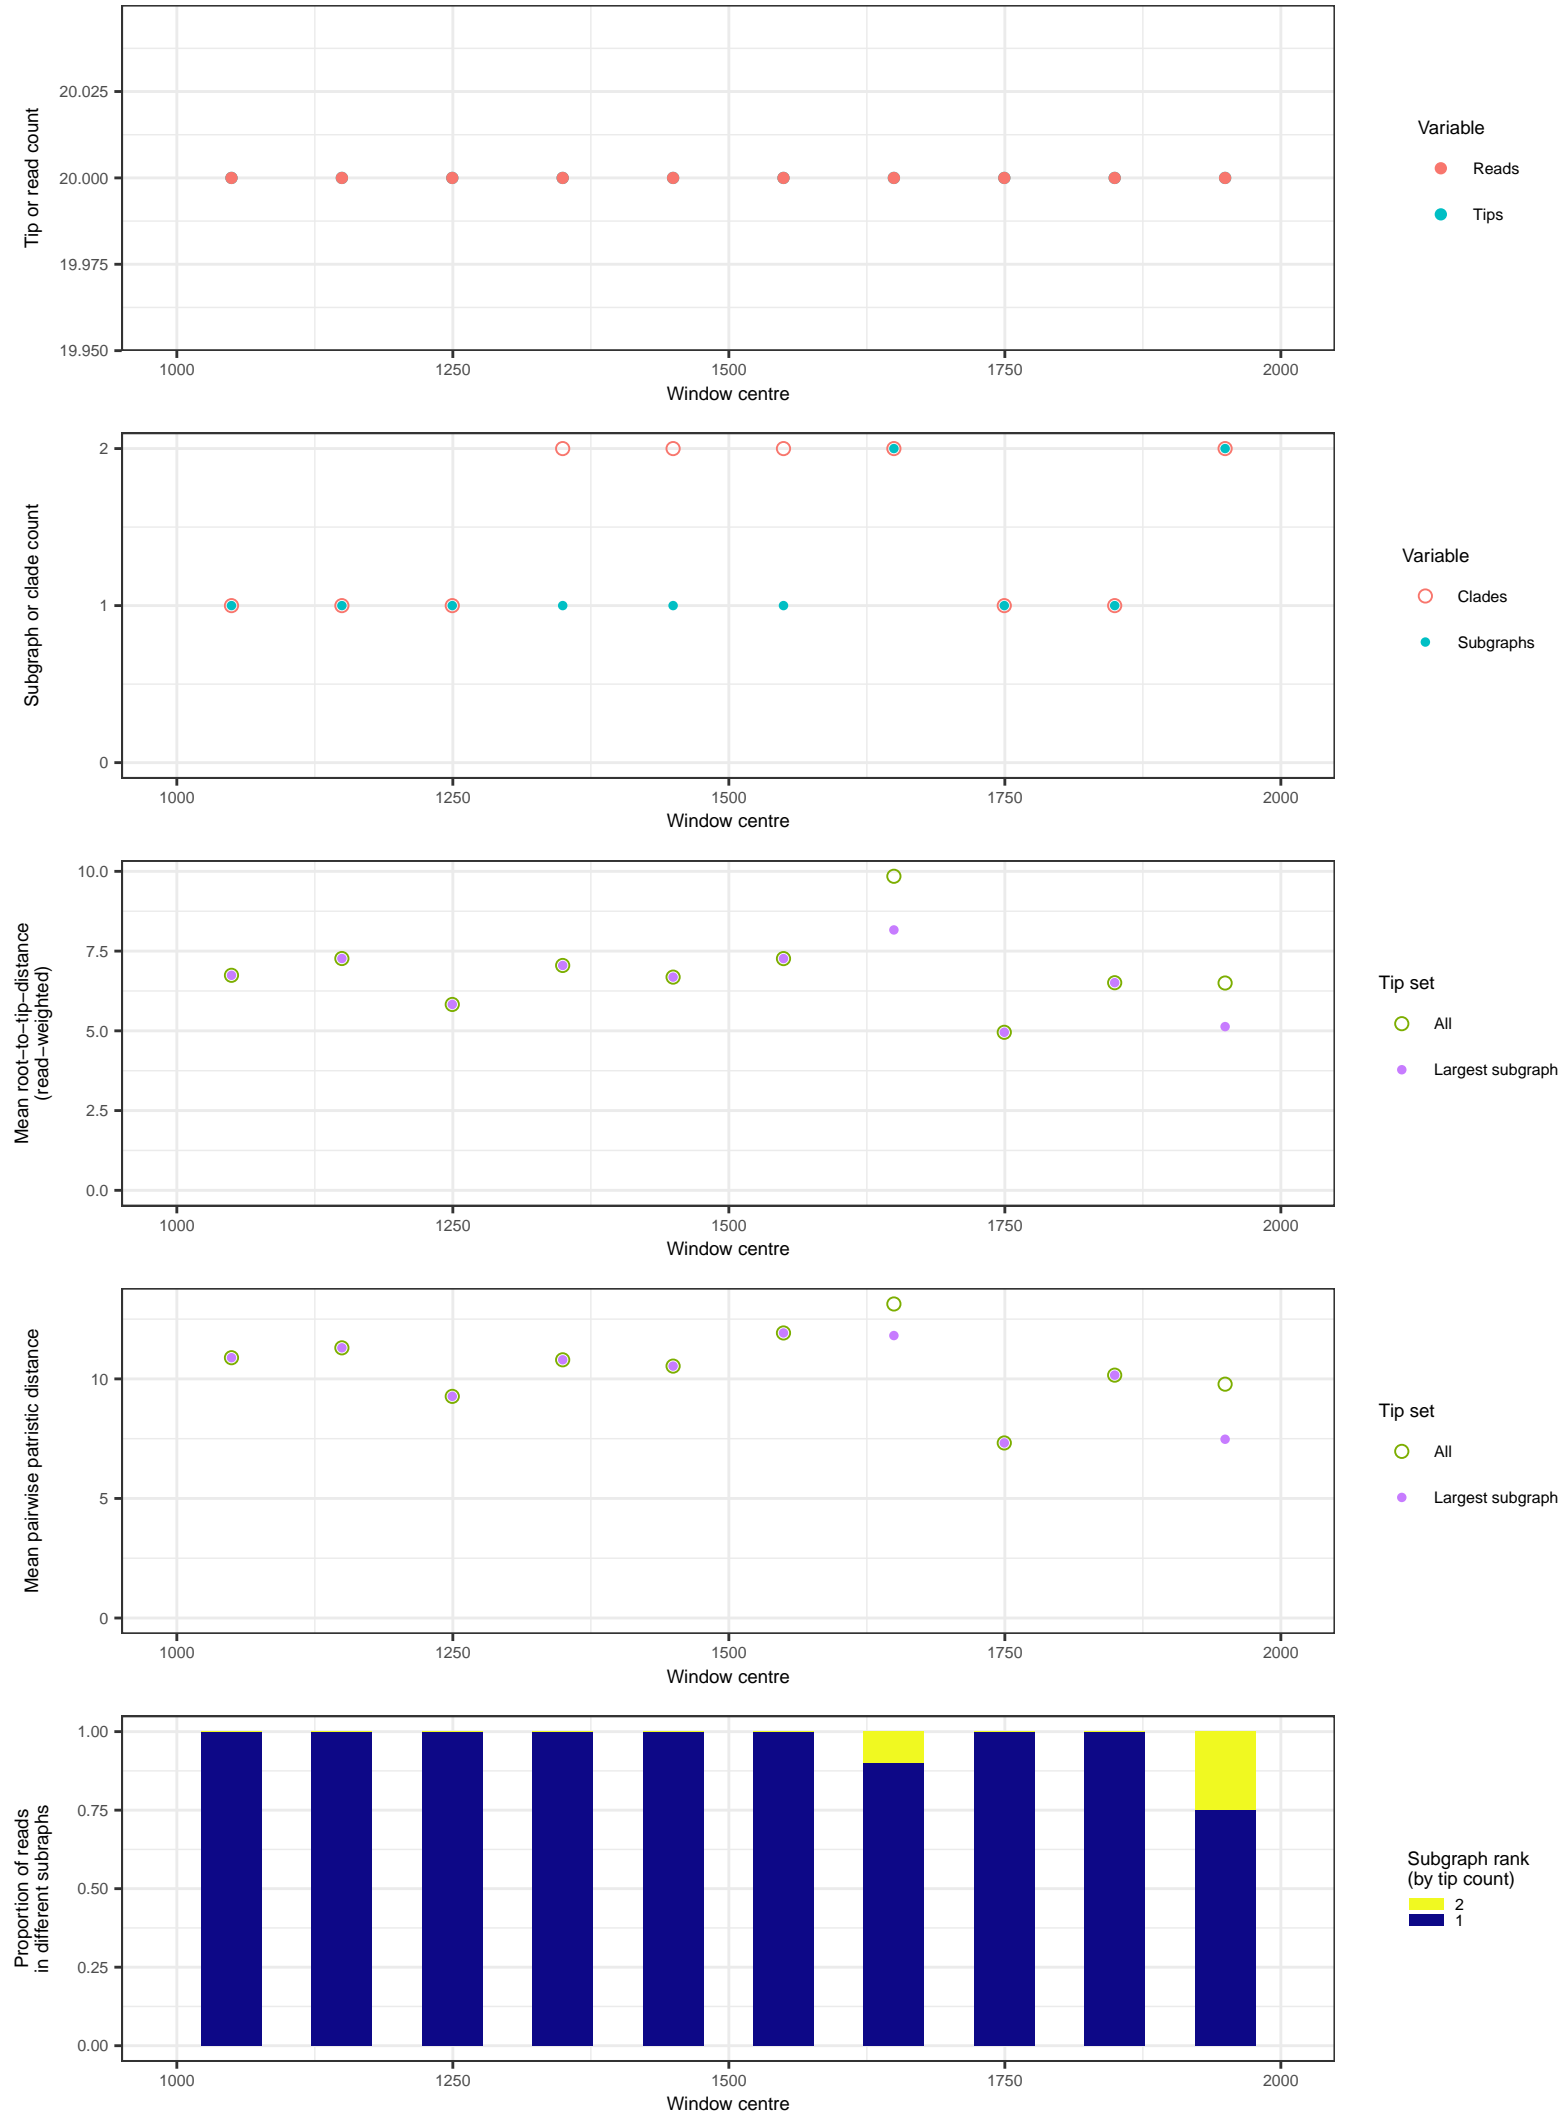 20.025
20.000
19.975
19.950
Tip or read count
1000 1250 1500 1750 2000
Window centre
Variable
Reads
Tips
2
1
0
Subgraph or clade count
1000 1250 1500 1750 2000
Window centre
Variable
Clades
Subgraphs
10.0
7.5
5.0
2.5
0.0
Mean root−to−tip−distance
(read−weighted)
1000 1250 1500 1750 2000
Window centre
Tip set
All
Largest subgraph
10
5
0
Mean pairwise patristic distance
1000 1250 1500 1750 2000
Window centre
Tip set
All
Largest subgraph
1.00
0.75
0.50
0.25
0.00
Proportion of reads
in different subraphs
1000 1250 1500 1750 2000
Window centre
Subgraph rank
(by tip count)
2
1